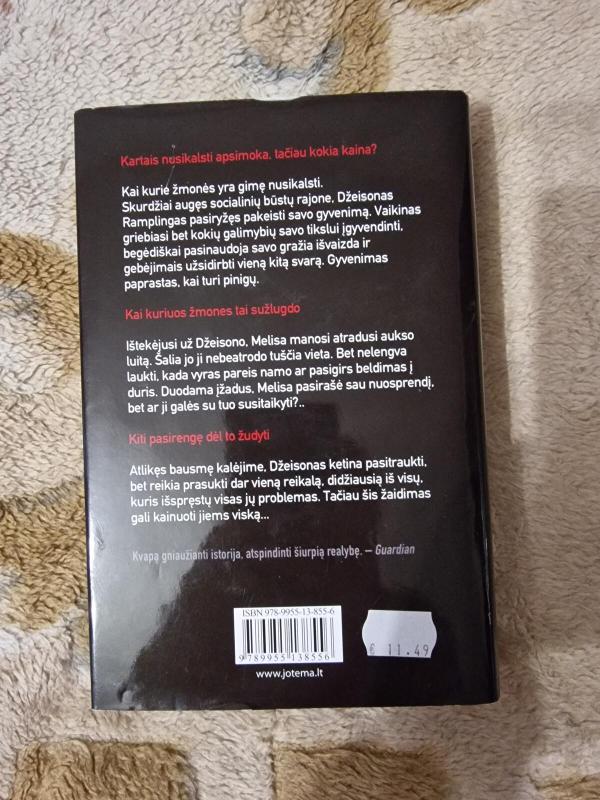 Kartais nusikalsti apsimoka, tačiau kokia kaina?
Kai kurie žmonės yra gimę nusikalsti.
Skurdžiai augęs socialinių būstų rajone, Džeisonas
Ramplingas pasiryžęs pakeisti savo gyvenimą. Vaikinas
griebiasi bet kokių galimybių savo tikslui įgyvendinti,
begėdiškai pasinaudoja savo gražia išvaizda ir
gebėjimais užsidirbti vieną kitą svarą. Gyvenimas
paprastas, kai turi pinigų.
Kai kuriuos žmones tai sužlugdo
Ištekėjusi už Džeisono, Melisa manosi atradusi aukso
luitą. Šalia jo ji nebeatrodo tuščia vieta. Bet nelengva
laukti, kada vyras pareis namo ar pasigirs beldimas į
duris. Duodama įžadus, Melisa pasirašė sau nuosprendį,
bet ar ji galės su tuo susitaikyti?..
Kiti pasirengę dėl to žudyti
Atlikęs bausmę kalėjime, Džeisonas ketina pasitraukti,
bet reikia prasukti dar vieną reikalą, didžiausią iš visų,
kuris išspręstų visas jų problemas. Tačiau šis žaidimas
gali kainuoti jiems viską...
Kvapą gniaužianti istorija, atspindinti šiurpią realybę. – Guardian
ISBN 978-9955-13-855-6
9 789955 138556
€ 11.49
www.jotema.lt